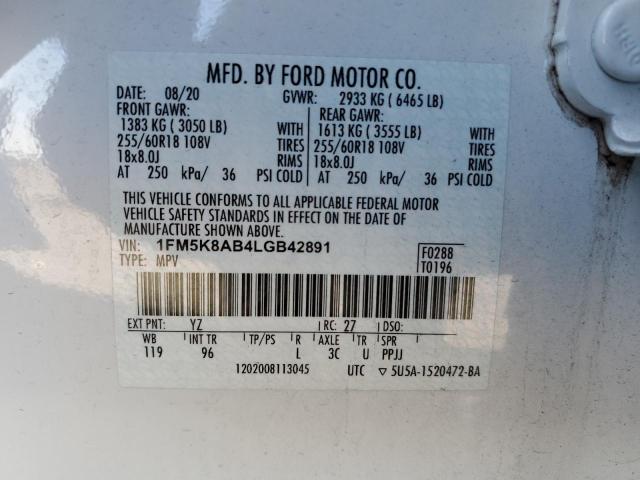 MFD. BY FORD MOTOR CO.
DATE: 08/20 GVWR: 2933 KG ( 6465 LB)
FRONT GAWR: REAR GAWR:
1383 KG ( 3050 LB) WITH 1613 KG ( 3555 LB) WITH
255/60R18 108V TIRES 255/60R18 108V TIRES
18x8.0J RIMS 18x8.0J RIMS
AT 250 kPa/ 36 PSI COLD AT 250 kPa/ 36 PSI COLD
THIS VEHICLE CONFORMS TO ALL APPLICABLE FEDERAL MOTOR
VEHICLE SAFETY STANDARDS IN EFFECT ON THE DATE OF
MANUFACTURE SHOWN ABOVE.
VIN: 1FM5K8AB4LGB42891 F0288
TYPE: MPV T0196
EXT PNT: YZ RC: 27 DSO:
WB INT TR TP/PS R AXLE TR SPR
119 96 L 3C U PPJJ
1202008113045 UTC ▽ 5U5A-1520472-BA